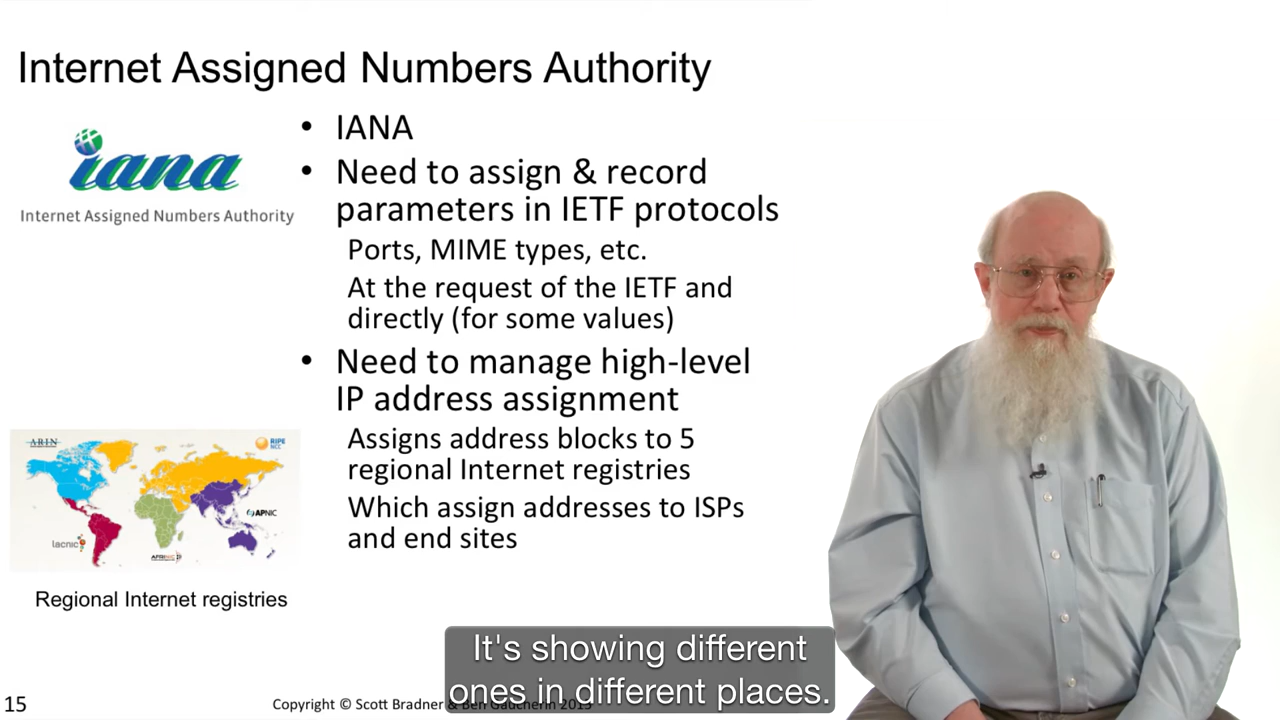 Internet Assigned Numbers Authority
iana
Internet Assigned Numbers Authority
• IANA
• Need to assign & record
parameters in IETF protocols
Ports, MIME types, etc.
At the request of the IETF and
directly (for some values)
• Need to manage high-level
IP address assignment
Assigns address blocks to 5
regional Internet registries
Which assign addresses to ISPs
and end sites
ARIN
RIPE
NCC
APNIC
lacnic
AFRINIC
Regional Internet registries
It's showing different
ones in different places.
15
Copyright © Scott Bradner & Ben Gaucherin 2015